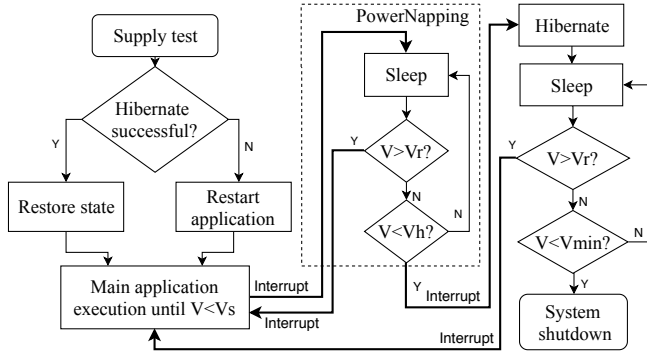 Supply test
Hibernate
successful?
Y
N
Restore state
Restart
application
Main application
execution until V<Vs
Interrupt
Interrupt
PowerNapping
Sleep
V>Vr?
Y
N
V<Vh?
N
Y
Interrupt
Hibernate
Sleep
V>Vr?
Y
N
V<Vmin?
N
Y
System
shutdown
Interrupt